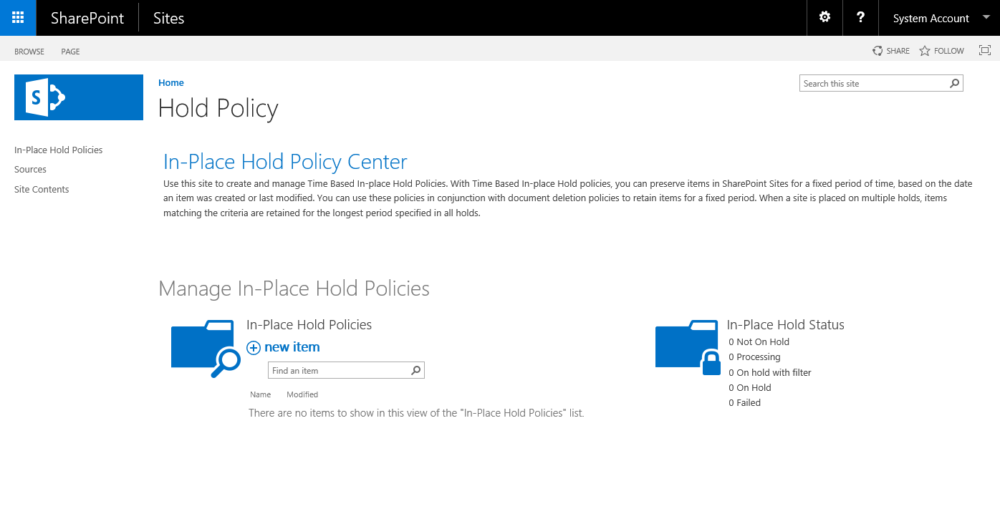 SharePoint Sites ? System Account
BROWSE PAGE SHARE FOLLOW
S
Home
Search this site
Hold Policy
In-Place Hold Policies
Sources
Site Contents
In-Place Hold Policy Center
Use this site to create and manage Time Based In-place Hold Policies. With Time Based In-place Hold policies, you can preserve items in SharePoint Sites for a fixed period of time, based on the date
an item was created or last modified. You can use these policies in conjunction with document deletion policies to retain items for a fixed period. When a site is placed on multiple holds, items
matching the criteria are retained for the longest period specified in all holds.
Manage In-Place Hold Policies
In-Place Hold Policies
new item
Find an item
Name Modified
There are no items to show in this view of the "In-Place Hold Policies" list.
In-Place Hold Status
0 Not On Hold
0 Processing
0 On hold with filter
0 On Hold
0 Failed